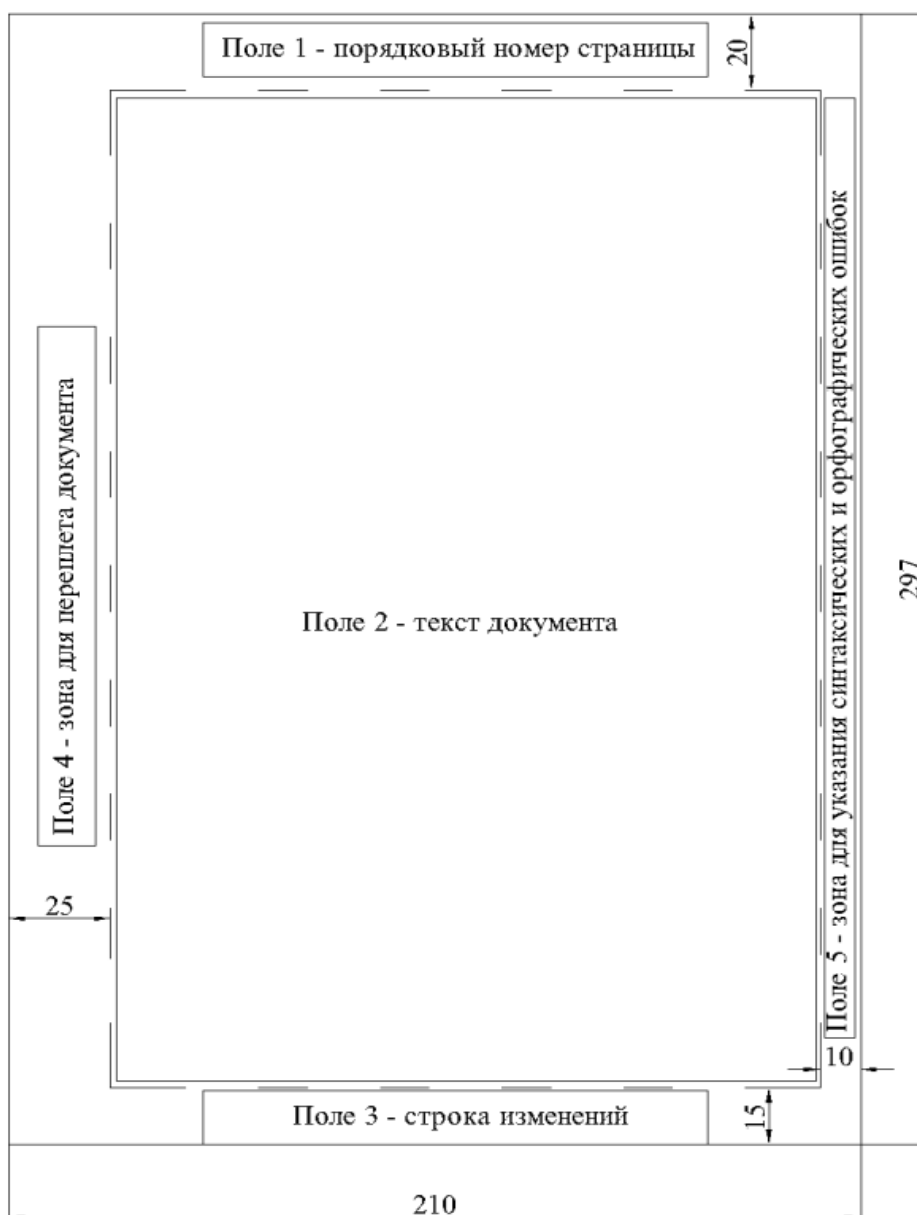 Поле 1 - порядковый номер страницы
20
Поле 5 - зона для указания синтаксических и орфографических ошибок
297
Поле 4 - зона для переплета документа
Поле 2 - текст документа
25
10
Поле 3 - строка изменений
15
210